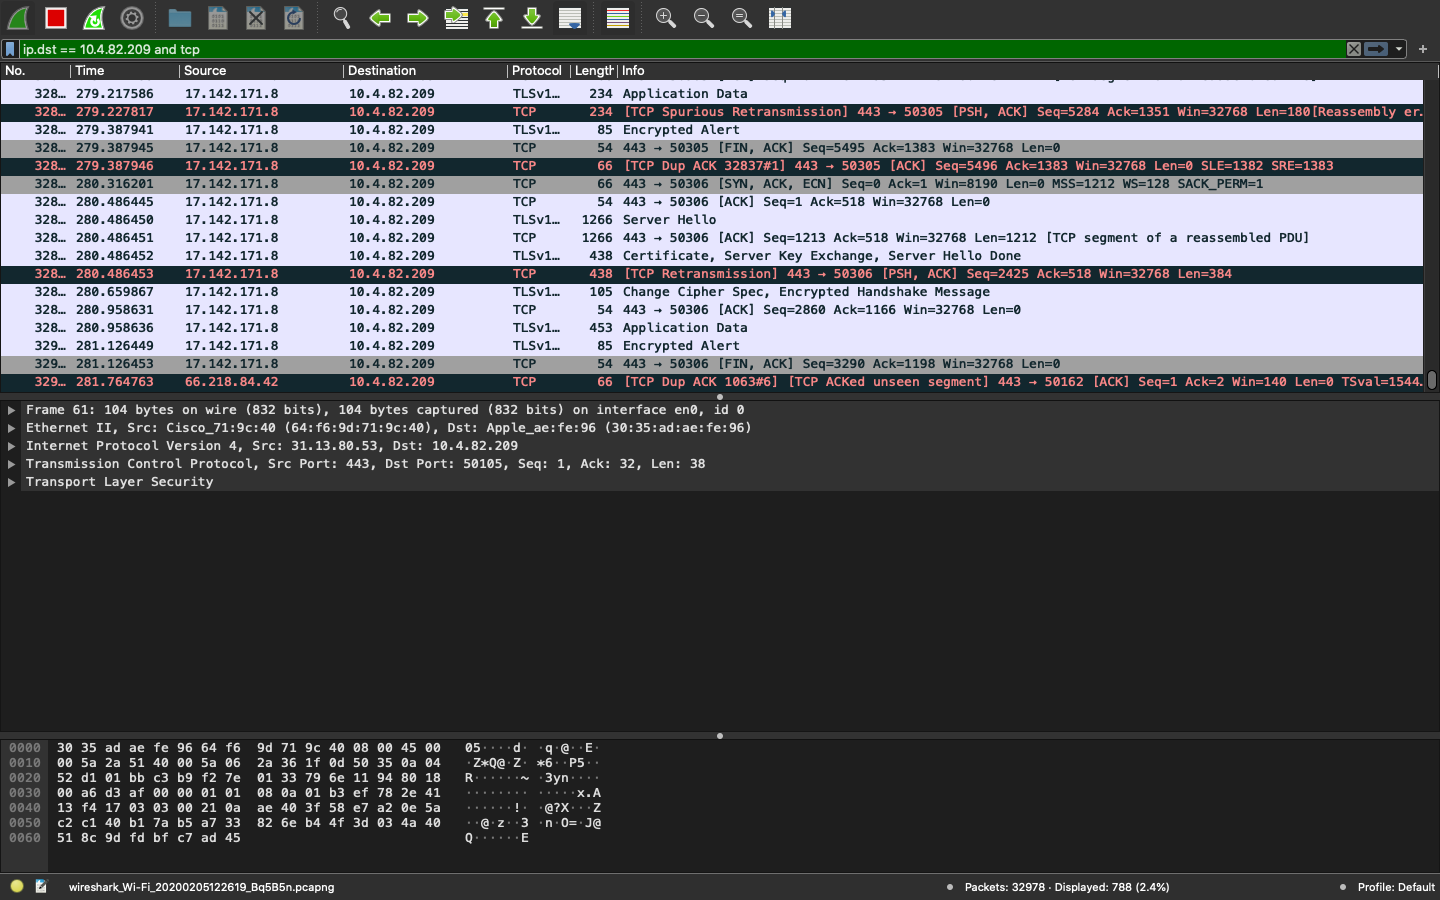 ip.dst == 10.4.82.209 and tcp
No. Time Source Destination Protocol Length Info
328… 279.217586 17.142.171.8 10.4.82.209 TLSv1… 234 Application Data
328… 279.227817 17.142.171.8 10.4.82.209 TCP 234 [TCP Spurious Retransmission] 443 → 50305 [PSH, ACK] Seq=5284 Ack=1351 Win=32768 Len=180[Reassembly er…
328… 279.387941 17.142.171.8 10.4.82.209 TLSv1… 85 Encrypted Alert
328… 279.387945 17.142.171.8 10.4.82.209 TCP 54 443 → 50305 [FIN, ACK] Seq=5495 Ack=1383 Win=32768 Len=0
328… 279.387946 17.142.171.8 10.4.82.209 TCP 66 [TCP Dup ACK 32837#1] 443 → 50305 [ACK] Seq=5496 Ack=1383 Win=32768 Len=0 SLE=1382 SRE=1383
328… 280.316201 17.142.171.8 10.4.82.209 TCP 66 443 → 50306 [SYN, ACK, ECN] Seq=0 Ack=1 Win=8190 Len=0 MSS=1212 WS=128 SACK_PERM=1
328… 280.486445 17.142.171.8 10.4.82.209 TCP 54 443 → 50306 [ACK] Seq=1 Ack=518 Win=32768 Len=0
328… 280.486450 17.142.171.8 10.4.82.209 TLSv1… 1266 Server Hello
328… 280.486451 17.142.171.8 10.4.82.209 TCP 1266 443 → 50306 [ACK] Seq=1213 Ack=518 Win=32768 Len=1212 [TCP segment of a reassembled PDU]
328… 280.486452 17.142.171.8 10.4.82.209 TLSv1… 438 Certificate, Server Key Exchange, Server Hello Done
328… 280.486453 17.142.171.8 10.4.82.209 TCP 438 [TCP Retransmission] 443 → 50306 [PSH, ACK] Seq=2425 Ack=518 Win=32768 Len=384
328… 280.659867 17.142.171.8 10.4.82.209 TLSv1… 105 Change Cipher Spec, Encrypted Handshake Message
328… 280.958631 17.142.171.8 10.4.82.209 TCP 54 443 → 50306 [ACK] Seq=2860 Ack=1166 Win=32768 Len=0
328… 280.958636 17.142.171.8 10.4.82.209 TLSv1… 453 Application Data
329… 281.126449 17.142.171.8 10.4.82.209 TLSv1… 85 Encrypted Alert
329… 281.126453 17.142.171.8 10.4.82.209 TCP 54 443 → 50306 [FIN, ACK] Seq=3290 Ack=1198 Win=32768 Len=0
329… 281.764763 66.218.84.42 10.4.82.209 TCP 66 [TCP Dup ACK 1063#6] [TCP ACKed unseen segment] 443 → 50162 [ACK] Seq=1 Ack=2 Win=140 Len=0 TSval=1544…
Frame 61: 104 bytes on wire (832 bits), 104 bytes captured (832 bits) on interface en0, id 0
Ethernet II, Src: Cisco_71:9c:40 (64:f6:9d:71:9c:40), Dst: Apple_ae:fe:96 (30:35:ad:ae:fe:96)
Internet Protocol Version 4, Src: 31.13.80.53, Dst: 10.4.82.209
Transmission Control Protocol, Src Port: 443, Dst Port: 50105, Seq: 1, Ack: 32, Len: 38
Transport Layer Security
0000 30 35 ad ae fe 96 64 f6 9d 71 9c 40 08 00 45 00 05····d· ·q·@··E·
0010 00 5a 2a 51 40 00 5a 06 2a 36 1f 0d 50 35 0a 04 ·Z*Q@·Z· *6··P5··
0020 52 d1 01 bb c3 b9 f2 7e 01 33 79 6e 11 94 80 18 R······~ ·3yn····
0030 00 a6 d3 af 00 00 01 01 08 0a 01 b3 ef 78 2e 41 ········ ·····x.A
0040 13 f4 17 03 03 00 21 0a ae 40 3f 58 e7 a2 0e 5a ······!· ·@?X···Z
0050 c2 c1 40 b1 7a b5 a7 33 82 6e b4 4f 3d 03 4a 40 ··@·z··3 ·n·O=·J@
0060 51 8c 9d fd bf c7 ad 45 Q······E
wireshark_Wi-Fi_20200205122619_Bq5B5n.pcapng Packets: 32978 · Displayed: 788 (2.4%) Profile: Default